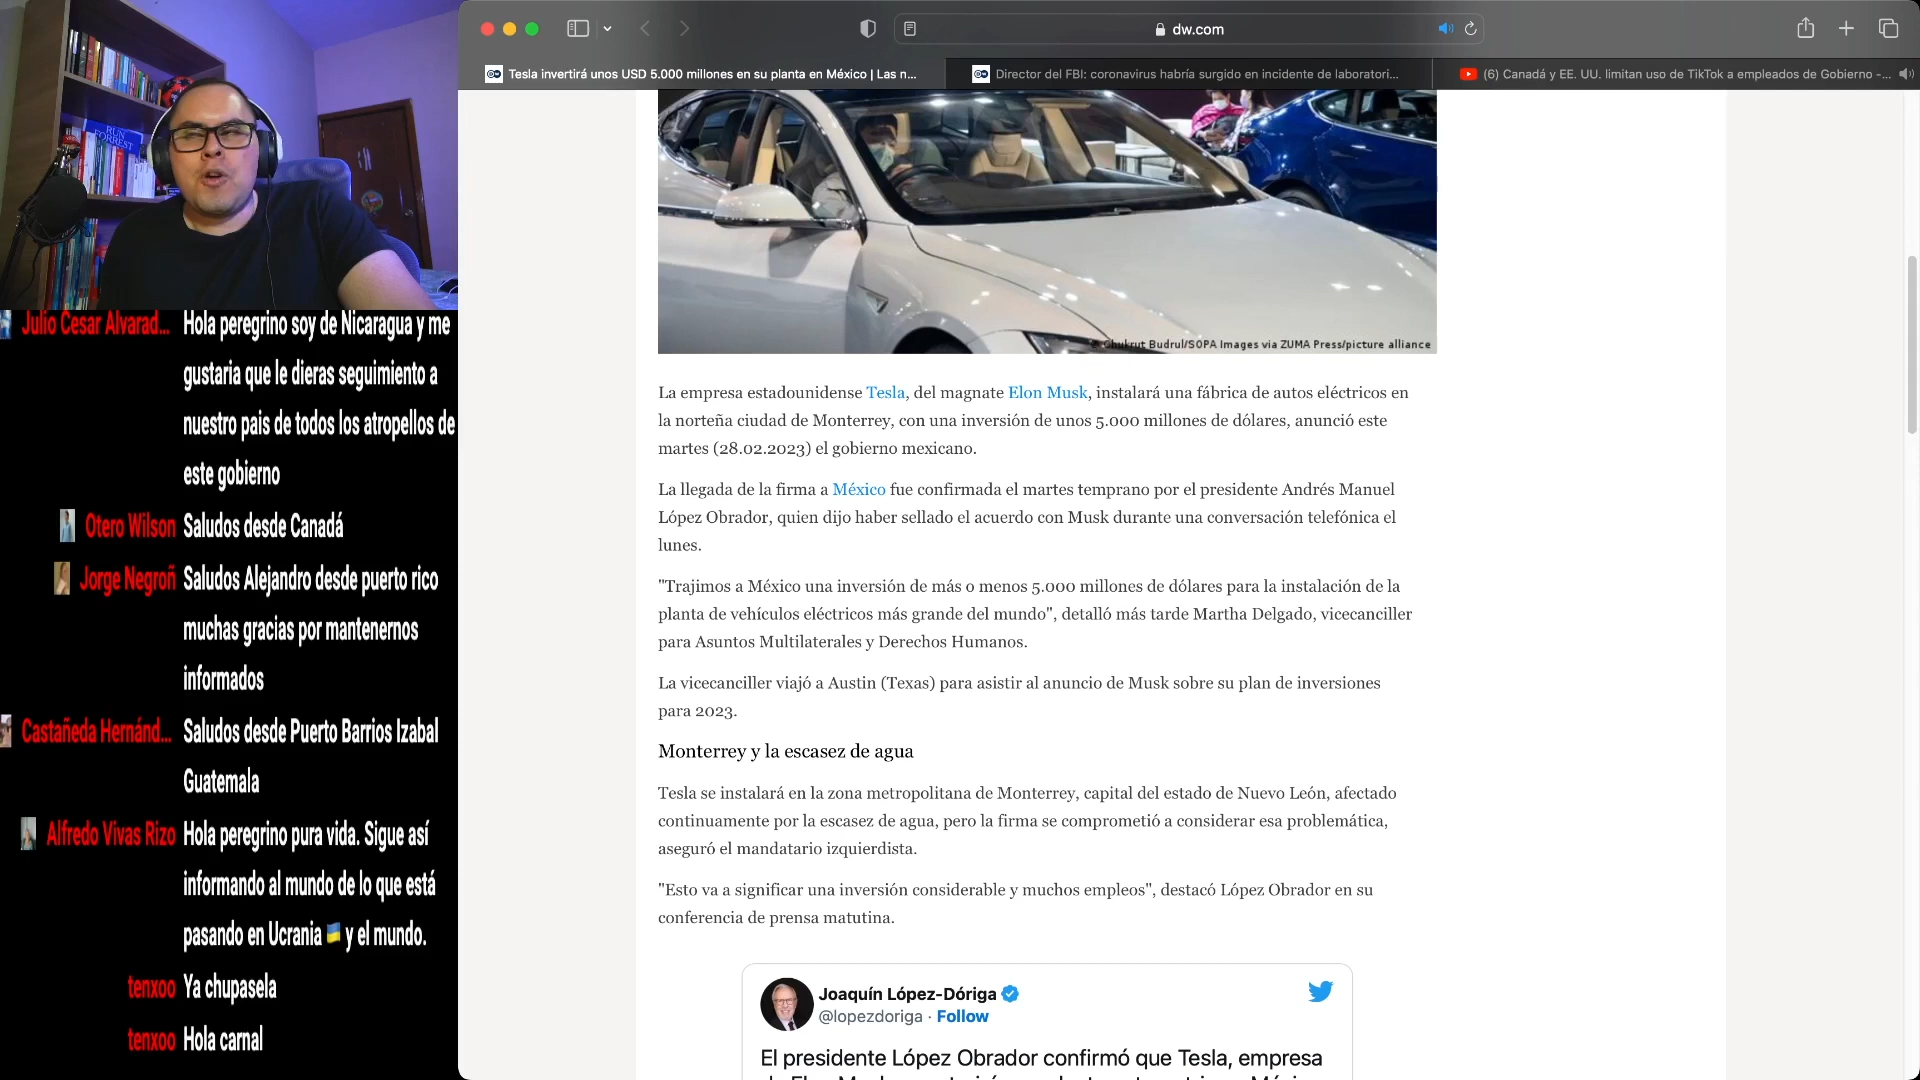 dw.com
Tesla invertirá unos USD 5.000 millones en su planta en México | Las n...
Director del FBI: coronavirus habría surgido en incidente de laboratori...
(6) Canadá y EE. UU. limitan uso de TikTok a empleados de Gobierno -...
RUN
FORREST
Julio Cesar Alvarad... Hola peregrino soy de Nicaragua y me
gustaria que le dieras seguimiento a
nuestro pais de todos los atropellos de
este gobierno
Otero Wilson Saludos desde Canadá
Jorge Negroñ Saludos Alejandro desde puerto rico
muchas gracias por mantenernos
informados
Castañeda Hernánd... Saludos desde Puerto Barrios Izabal
Guatemala
Alfredo Vivas Rizo Hola peregrino pura vida. Sigue así
informando al mundo de lo que está
pasando en Ucrania 🇺🇦 y el mundo.
tenxoo Ya chupasela
tenxoo Hola carnal
Chukrut Budrul/SOPA Images via ZUMA Press/picture alliance
La empresa estadounidense Tesla, del magnate Elon Musk, instalará una fábrica de autos eléctricos en
la norteña ciudad de Monterrey, con una inversión de unos 5.000 millones de dólares, anunció este
martes (28.02.2023) el gobierno mexicano.
La llegada de la firma a México fue confirmada el martes temprano por el presidente Andrés Manuel
López Obrador, quien dijo haber sellado el acuerdo con Musk durante una conversación telefónica el
lunes.
"Trajimos a México una inversión de más o menos 5.000 millones de dólares para la instalación de la
planta de vehículos eléctricos más grande del mundo", detalló más tarde Martha Delgado, vicecanciller
para Asuntos Multilaterales y Derechos Humanos.
La vicecanciller viajó a Austin (Texas) para asistir al anuncio de Musk sobre su plan de inversiones
para 2023.
Monterrey y la escasez de agua
Tesla se instalará en la zona metropolitana de Monterrey, capital del estado de Nuevo León, afectado
continuamente por la escasez de agua, pero la firma se comprometió a considerar esa problemática,
aseguró el mandatario izquierdista.
"Esto va a significar una inversión considerable y muchos empleos", destacó López Obrador en su
conferencia de prensa matutina.
Joaquín López-Dóriga
@lopezdoriga · Follow
El presidente López Obrador confirmó que Tesla, empresa